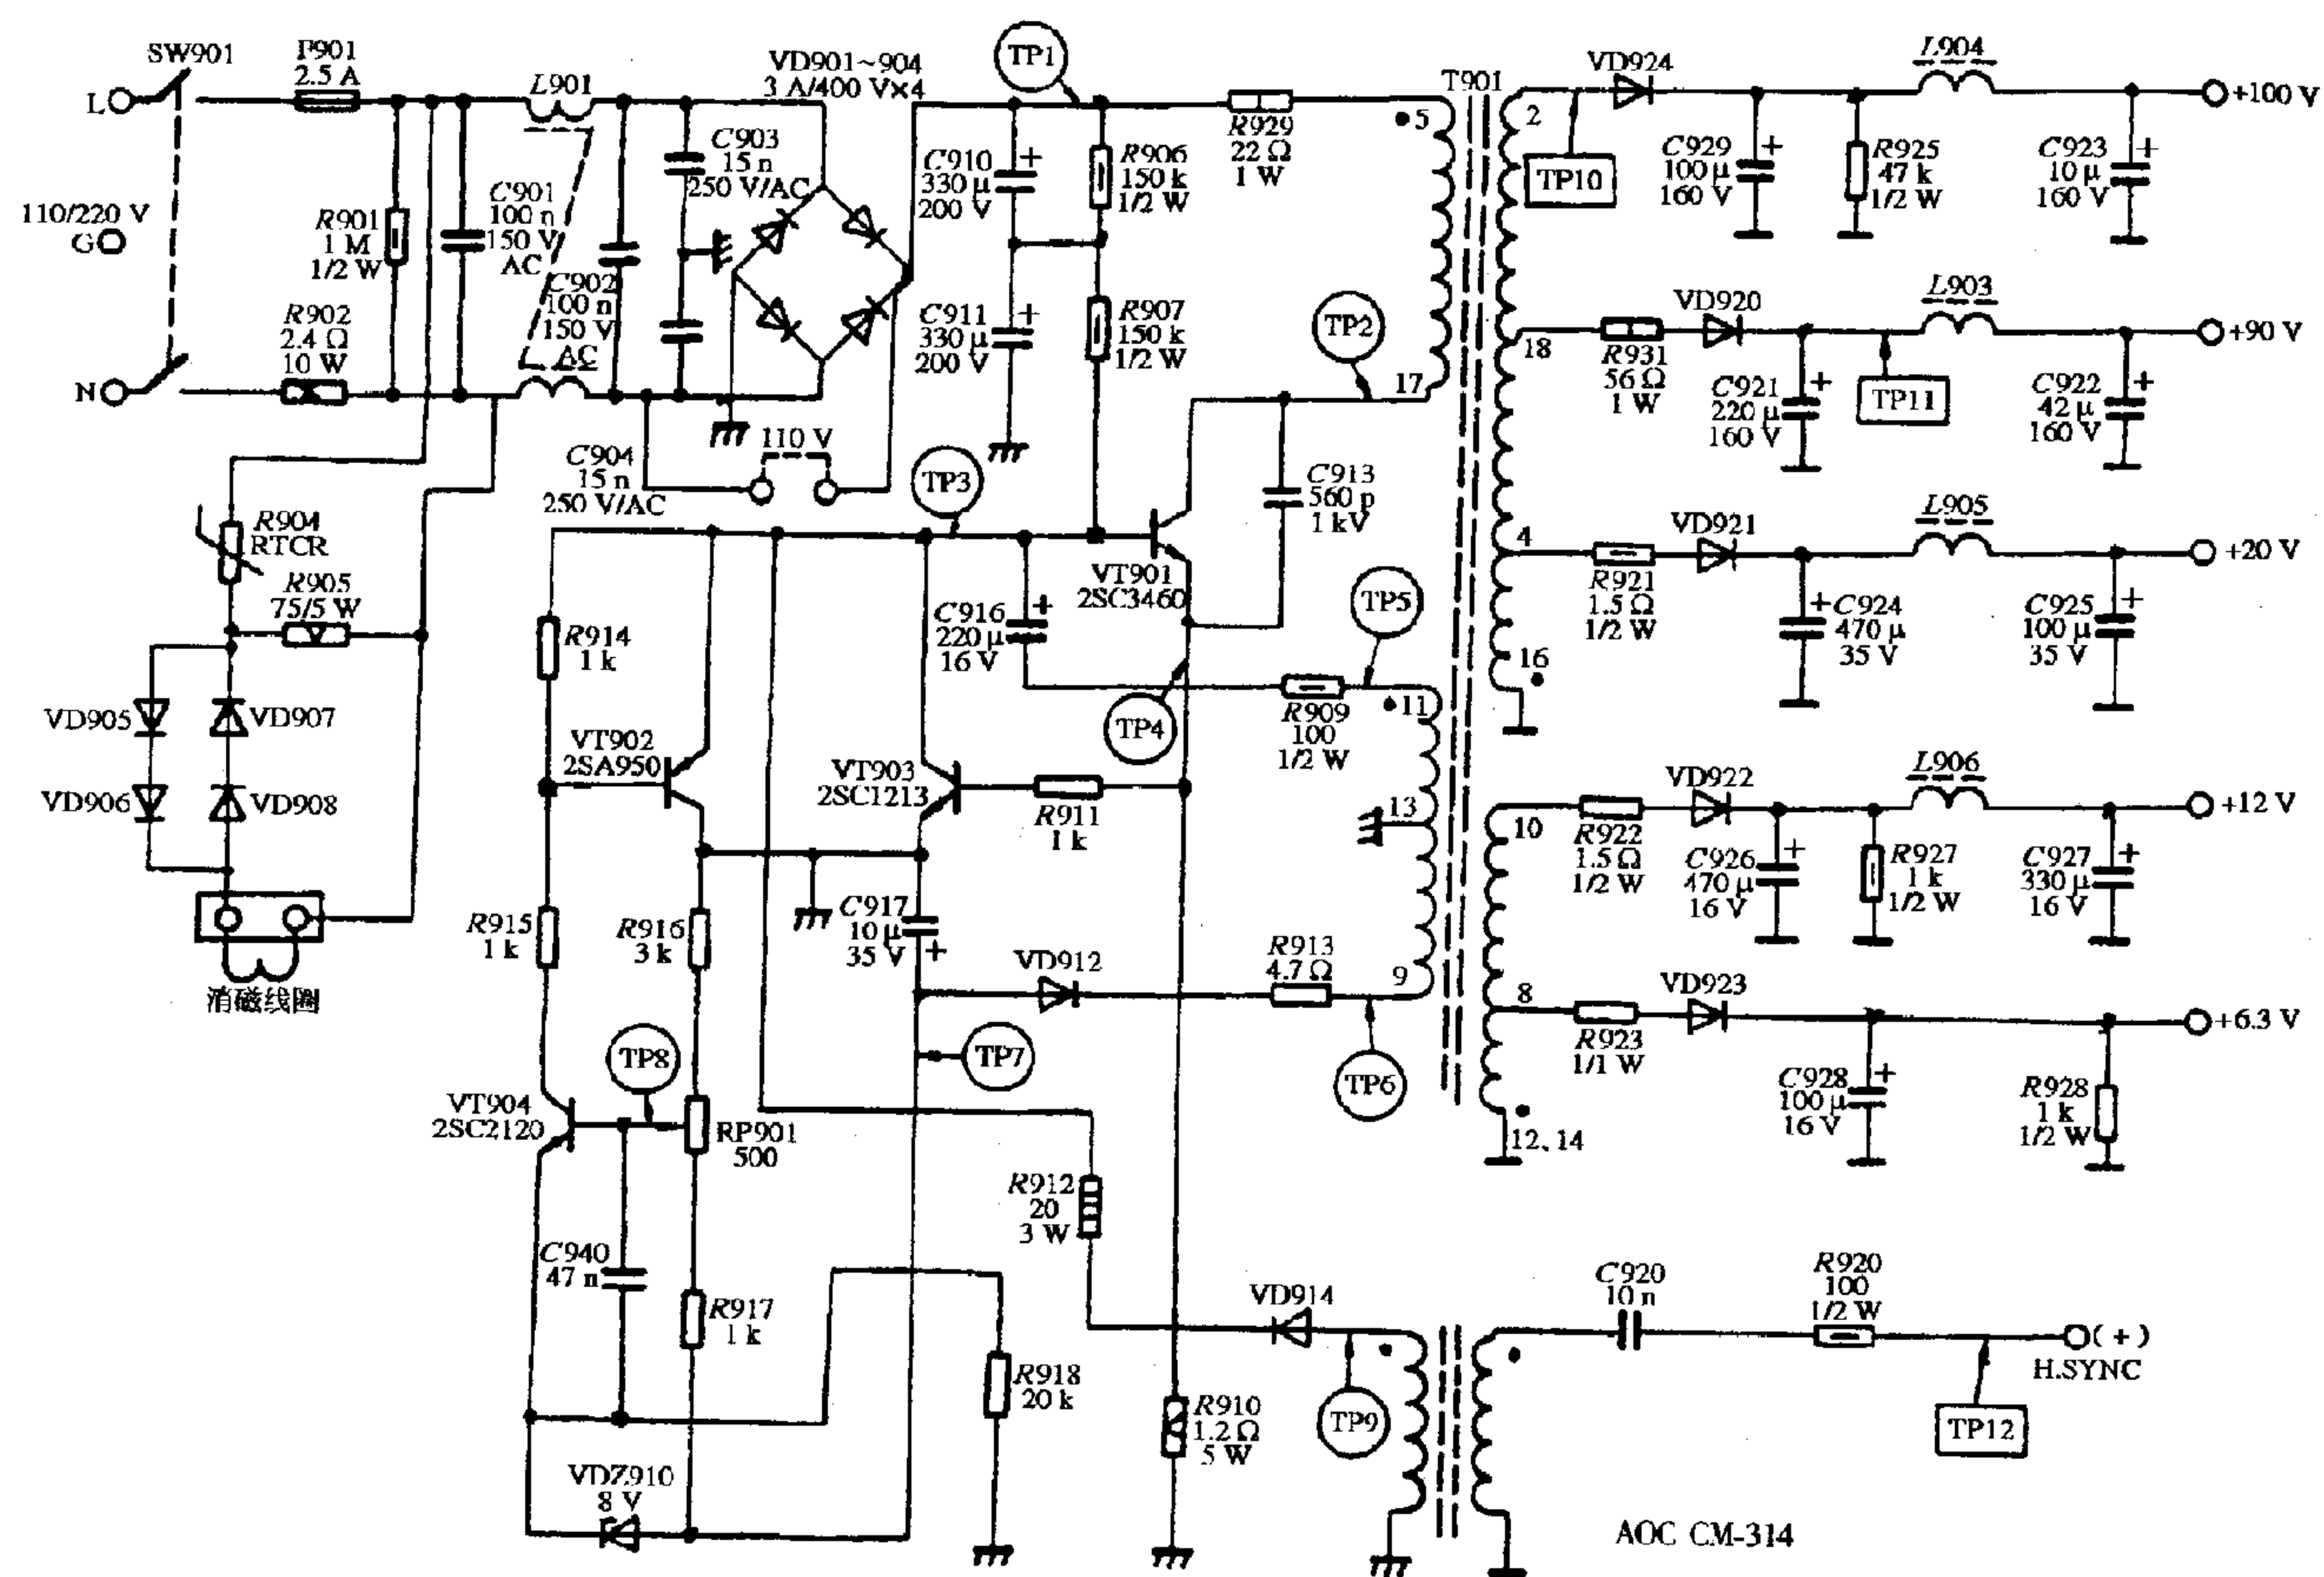 SW901
F901
2.5 A
L
L901
VD901~904
3 A/400 V×4
TP1
T901
VD924
L904
+100 V
110/220 V
G
R901
1 M
1/2 W
C901
100 n
150 V
AC
C902
100 n
150 V
AC
C903
15 n
250 V/AC
C910
330 μ
200 V
R906
150 k
1/2 W
R929
22 Ω
1 W
5
2
TP10
C929
100 μ
160 V
R925
47 k
1/2 W
C923
10 μ
160 V
R902
2.4 Ω
10 W
N
C911
330 μ
200 V
R907
150 k
1/2 W
TP2
17
18
R931
56 Ω
1 W
VD920
L903
+90 V
C921
220 μ
160 V
TP11
C922
42 μ
160 V
C904
15 n
250 V/AC
110 V
TP3
C913
560 p
1 kV
R904
RTCR
R905
75/5 W
VT901
2SC3460
4
R921
1.5 Ω
1/2 W
VD921
L905
+20 V
C924
470 μ
35 V
C925
100 μ
35 V
16
R914
1 k
C916
220 μ
16 V
TP5
TP4
R909
100
1/2 W
11
VD905
VD907
VD906
VD908
VT902
2SA950
VT903
2SC1213
R911
1 k
13
10
R922
1.5 Ω
1/2 W
VD922
L906
+12 V
C926
470 μ
16 V
R927
1 k
1/2 W
C927
330 μ
16 V
消磁线圈
R915
1 k
R916
3 k
C917
10 μ
35 V
VD912
R913
4.7 Ω
9
8
R923
1/1 W
VD923
+6.3 V
TP8
TP7
TP6
C928
100 μ
16 V
R928
1 k
1/2 W
VT904
2SC2120
RP901
500
12、14
R912
20
3 W
C940
47 n
R917
1 k
R918
20 k
VD914
TP9
R910
1.2 Ω
5 W
C920
10 n
R920
100
1/2 W
(+)
H.SYNC
TP12
VDZ910
8 V
AOC CM-314